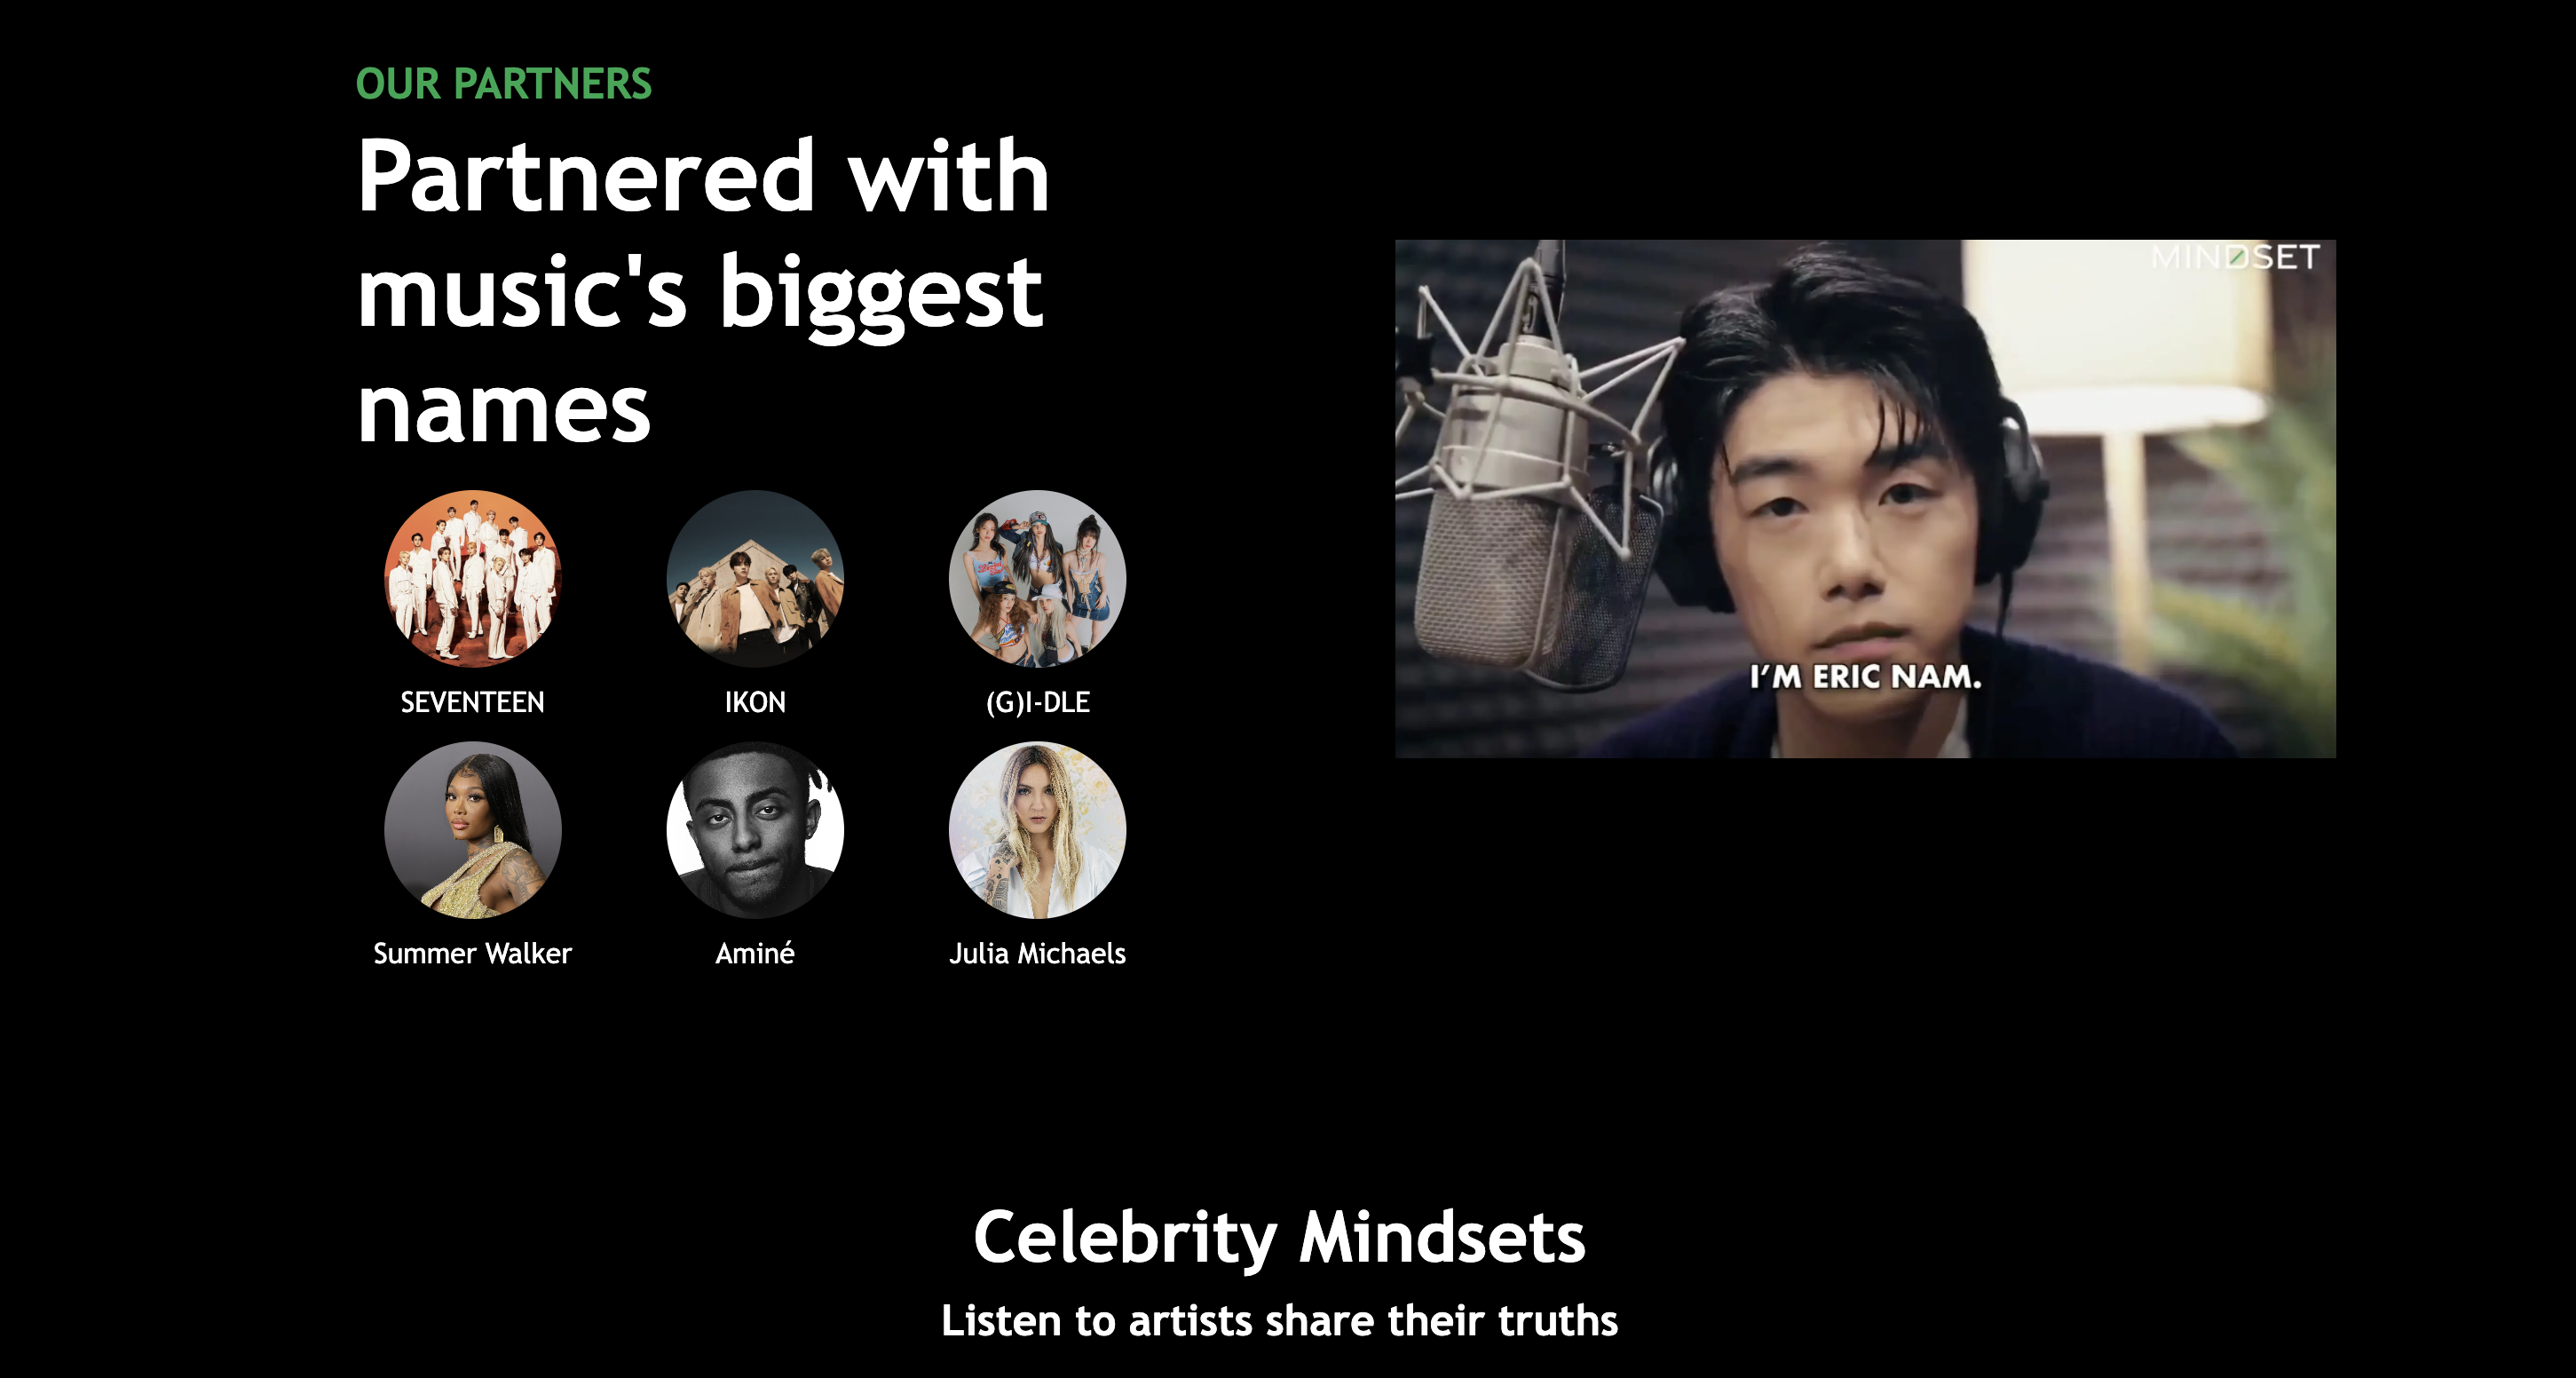 OUR PARTNERS
Partnered with
music's biggest
names
SEVENTEEN
IKON
(G)I-DLE
Summer Walker
Aminé
Julia Michaels
MINDSET
I'M ERIC NAM.
Celebrity Mindsets
Listen to artists share their truths